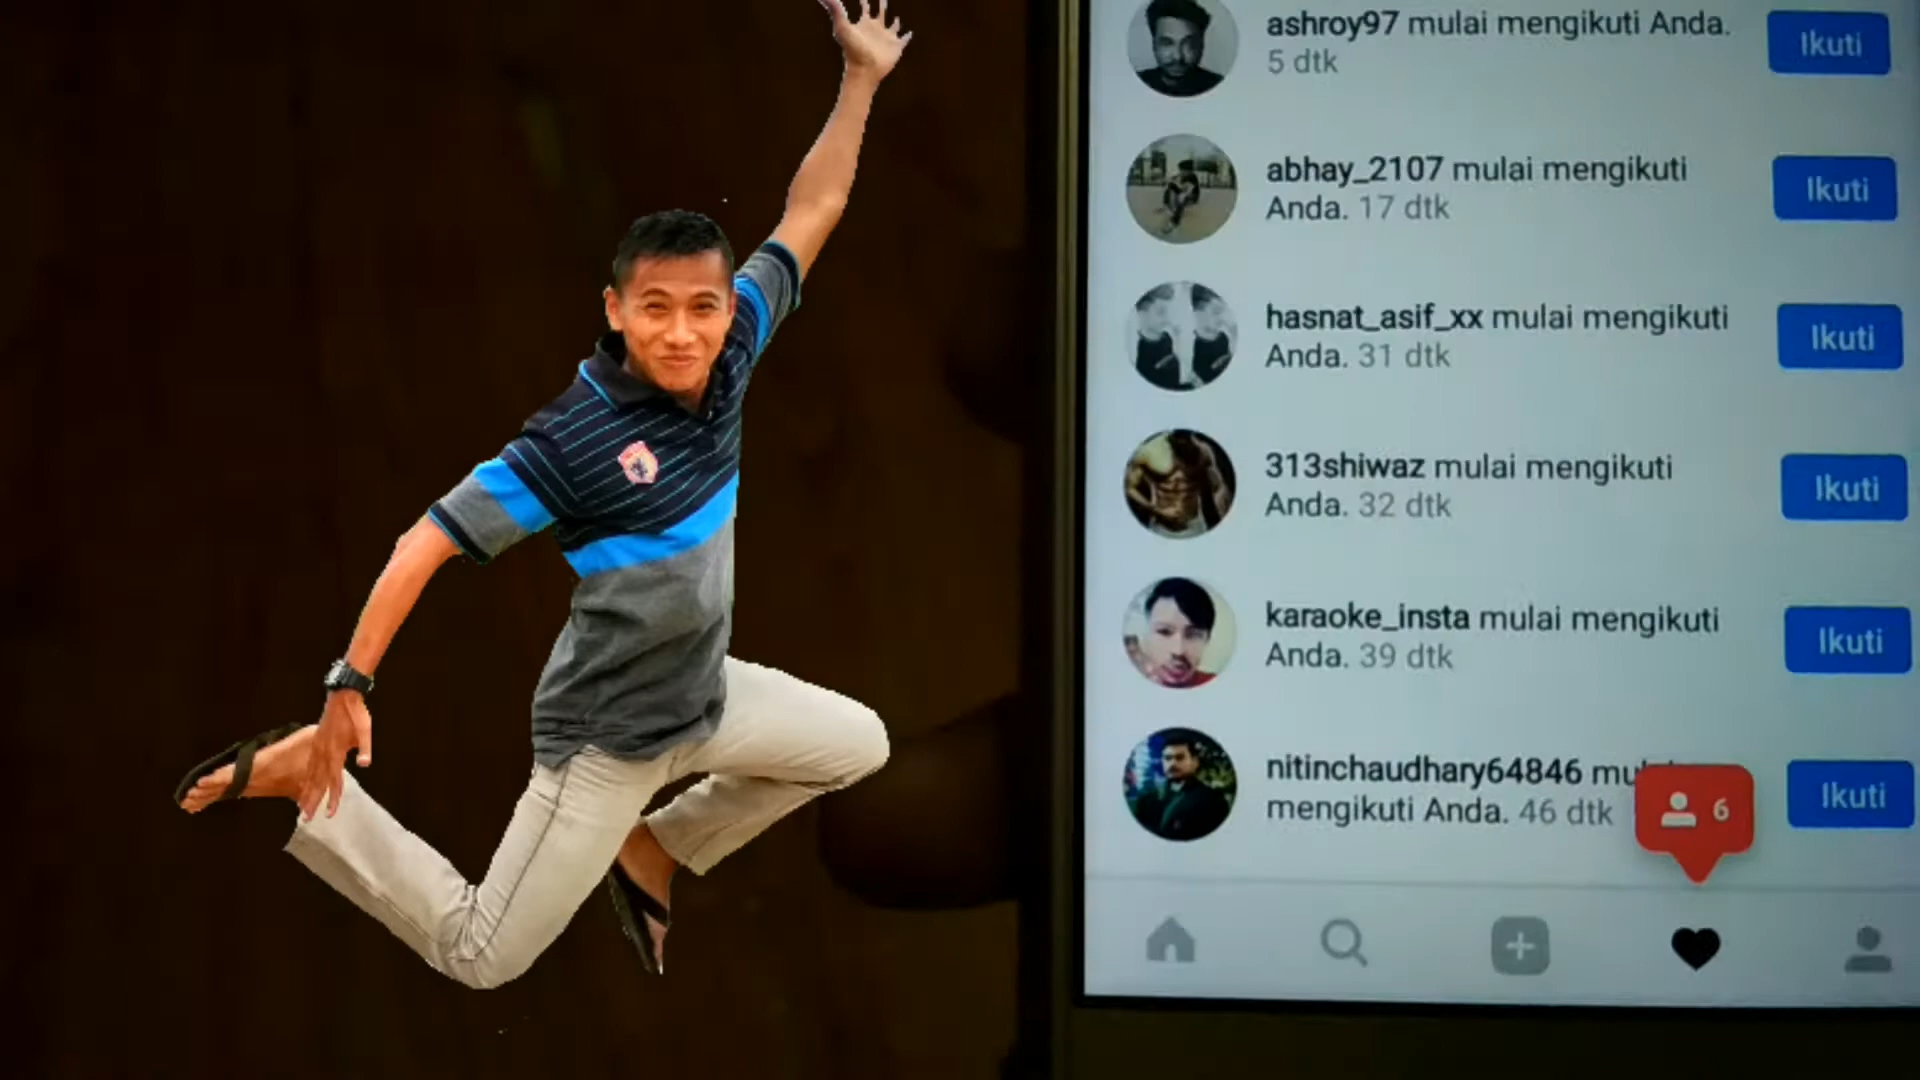 ashroy97 mulai mengikuti Anda.
5 dtk
Ikuti
abhay_2107 mulai mengikuti
Anda. 17 dtk
Ikuti
hasnat_asif_xx mulai mengikuti
Anda. 31 dtk
Ikuti
313shiwaz mulai mengikuti
Anda. 32 dtk
Ikuti
karaoke_insta mulai mengikuti
Anda. 39 dtk
Ikuti
nitinchaudhary64846
mengikuti Anda. 46 dtk
6
Ikuti